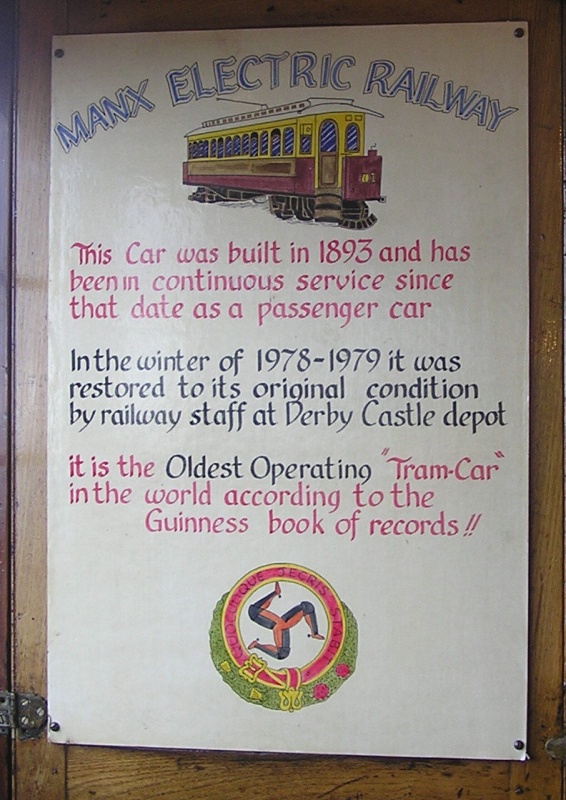 MANX ELECTRIC RAILWAY
This Car was built in 1893 and has
been in continuous service since
that date as a passenger car
In the winter of 1978-1979 it was
restored to its original condition
by railway staff at Derby Castle depot
it is the Oldest Operating "Tram-Car"
in the world according to the
Guinness book of records!!
QUOCUNQUE JECRIS STABIT